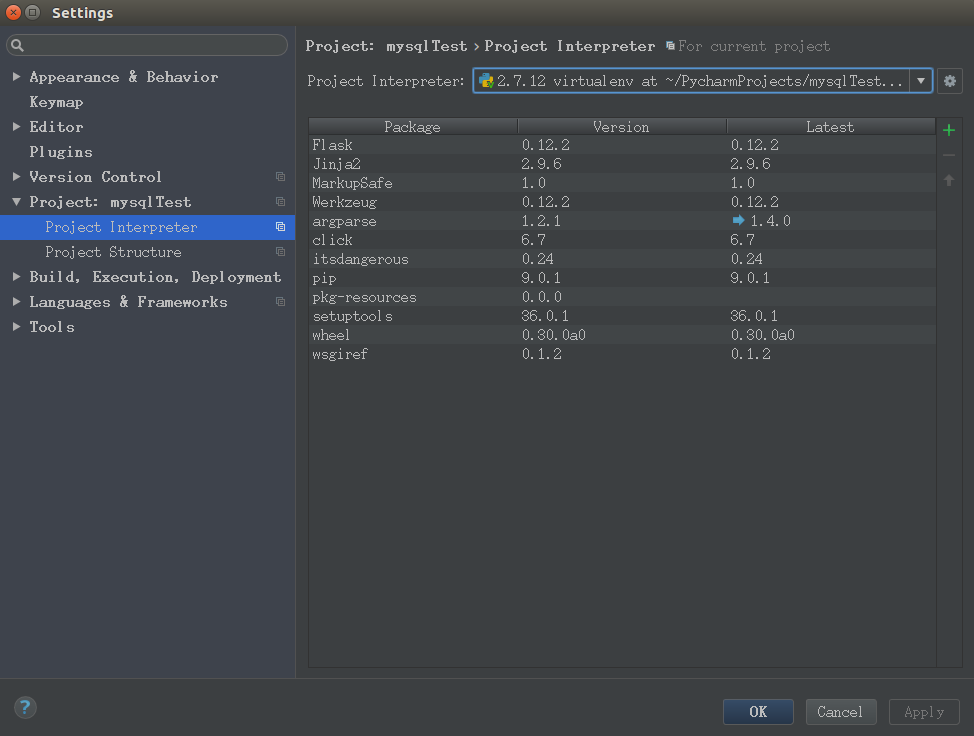 Settings
Appearance & Behavior
Keymap
Editor
Plugins
Version Control
Project: mysqlTest
Project Interpreter
Project Structure
Build, Execution, Deployment
Languages & Frameworks
Tools
Project: mysqlTest › Project Interpreter For current project
Project Interpreter: 2.7.12 virtualenv at ~/PycharmProjects/mysqlTest...
Package Version Latest
Flask 0.12.2 0.12.2
Jinja2 2.9.6 2.9.6
MarkupSafe 1.0 1.0
Werkzeug 0.12.2 0.12.2
argparse 1.2.1 1.4.0
click 6.7 6.7
itsdangerous 0.24 0.24
pip 9.0.1 9.0.1
pkg-resources 0.0.0
setuptools 36.0.1 36.0.1
wheel 0.30.0a0 0.30.0a0
wsgiref 0.1.2 0.1.2
? OK Cancel Apply